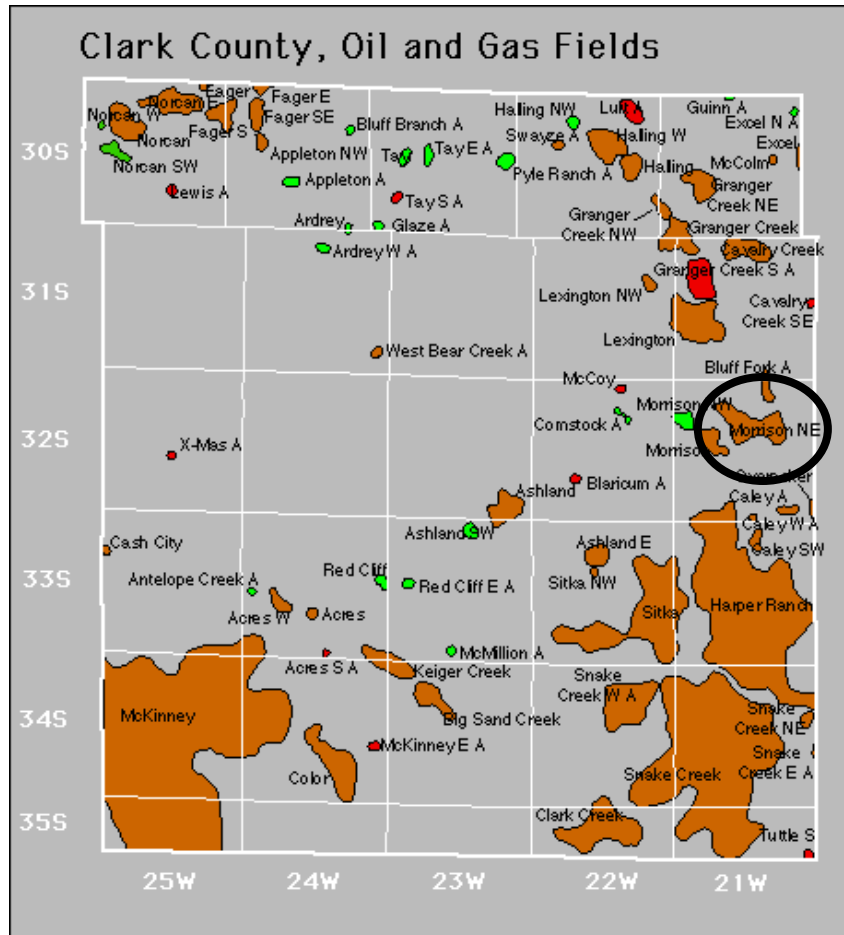 Clark County, Oil and Gas Fields
Fager
Fager E
Norcan W
Norcan E
Fager SE
Norcan
Fager S
Norcan SW
Lewis A
Bluff Branch A
Appleton NW
Appleton A
Tay
Tay E A
Tay S A
Ardrey
Glaze A
Ardrey W A
Haling NW
Swayze A
Haling W
Haling
Pyle Ranch A
Guinn A
Excel N A
Excel
McColm
Granger
Creek NE
Granger
Creek NW
Granger Creek
Cavalry Creek
Granger Creek S A
Lexington NW
Cavalry
Creek SE
Lexington
West Bear Creek A
Bluff Fork A
McCoy
Morrison NW
Comstock A
Morrison NE
Morrison
X-Mas A
Blaricum A
Ashland
Caley A
Ashland SW
Caley W A
Caley SW
Cash City
Ashland E
Antelope Creek A
Red Cliff
Red Cliff E A
Sitka NW
Sitka
Harper Ranch
Acres W
Acres
McMillion A
Acres S A
Keiger Creek
Snake
Creek W A
McKinney
Big Sand Creek
Snake
Creek NE
McKinney E A
Color
Snake Creek
Snake
Creek E A
Clark Creek
Tuttle S
30S
31S
32S
33S
34S
35S
25W
24W
23W
22W
21W